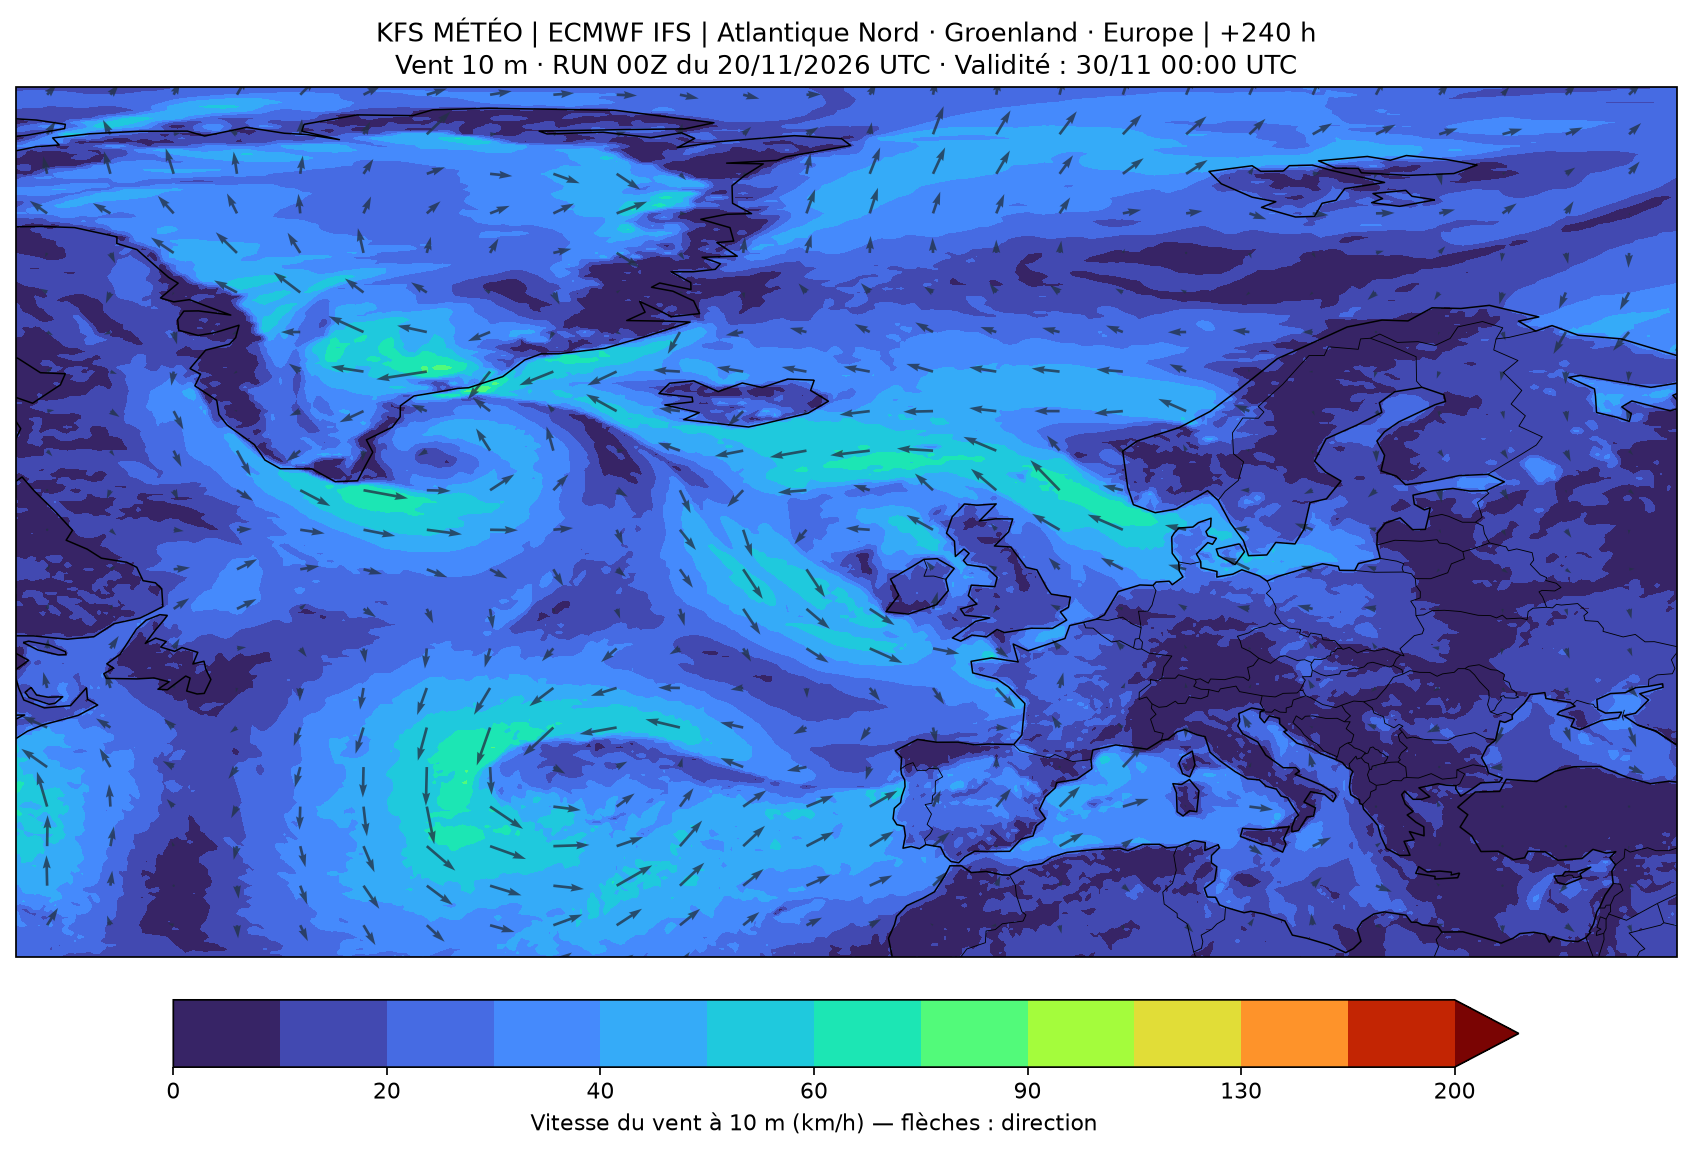 KFS MÉTÉO | ECMWF IFS | Atlantique Nord · Groenland · Europe | +240 h
Vent 10 m · RUN 00Z du 20/11/2026 UTC · Validité : 30/11 00:00 UTC
0 20 40 60 90 130 200
Vitesse du vent à 10 m (km/h) — flèches : direction